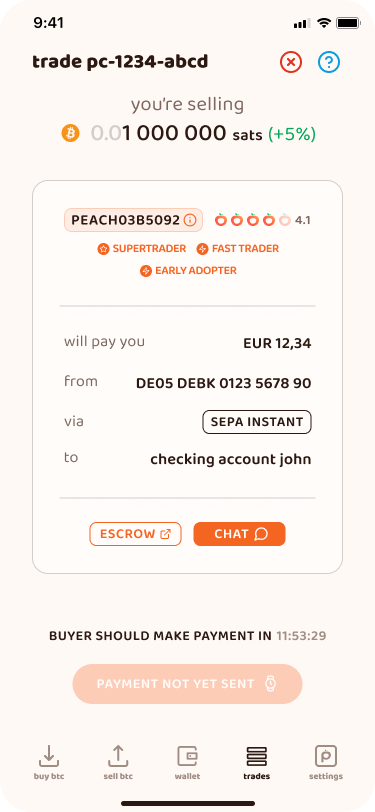 9:41
trade pc-1234-abcd
you're selling
0.01 000 000 sats (+5%)
PEACH03B5092 4.1
SUPERTRADER FAST TRADER
EARLY ADOPTER
will pay you EUR 12,34
from DE05 DEBK 0123 5678 90
via SEPA INSTANT
to checking account john
ESCROW CHAT
BUYER SHOULD MAKE PAYMENT IN 11:53:29
PAYMENT NOT YET SENT
buy btc sell btc wallet trades settings